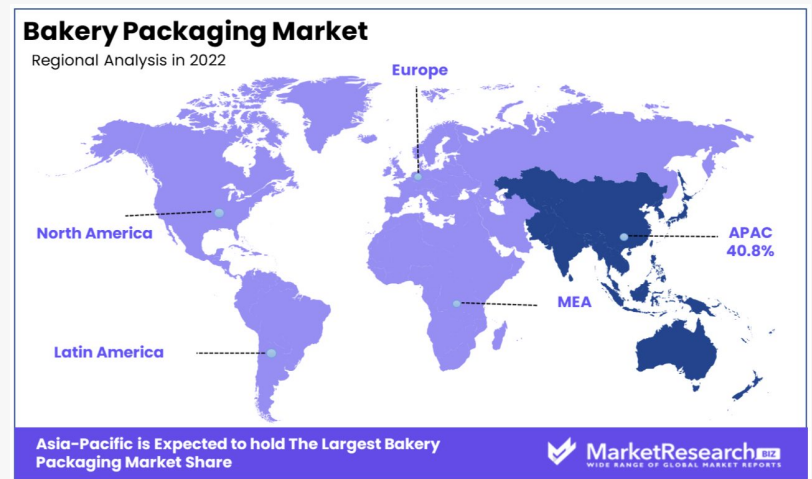 Bakery Packaging Market
Regional Analysis in 2022
Europe
North America
APAC
40.8%
MEA
Latin America
Asia-Pacific is Expected to hold The Largest Bakery
Packaging Market Share
MarketResearch BIZ
WIDE RANGE OF GLOBAL MARKET REPORTS